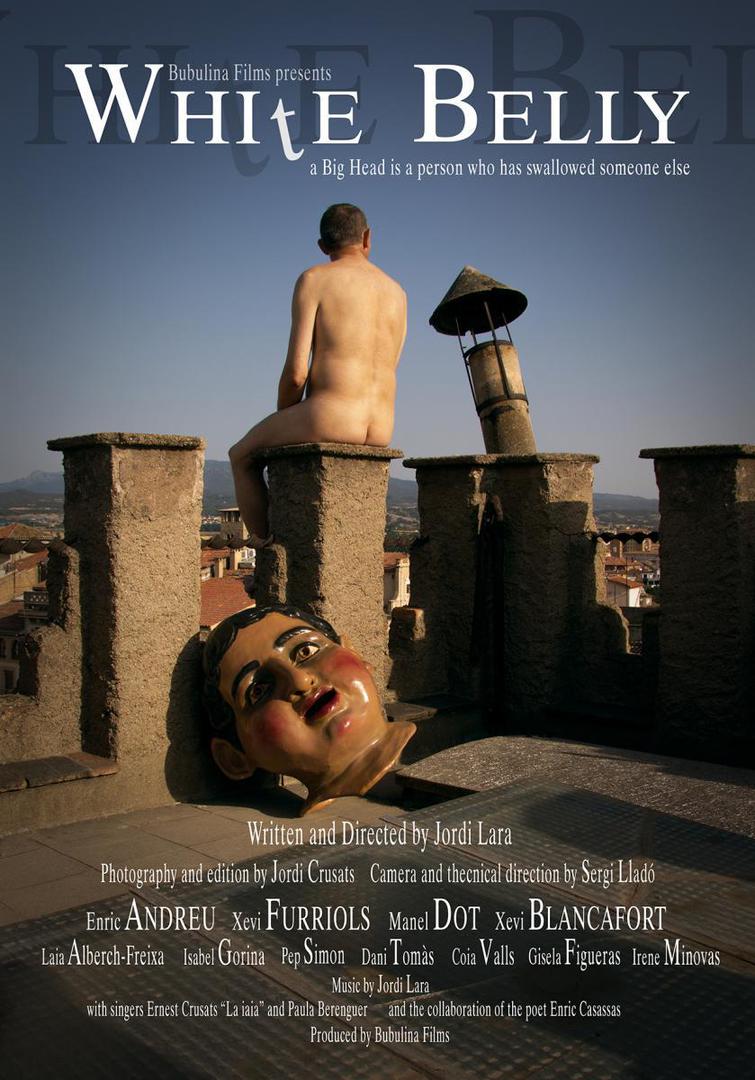 Bubulina Films presents
WHItE BELLY
a Big Head is a person who has swallowed someone else
Written and Directed by Jordi Lara
Photography and edition by Jordi Crusats Camera and thecnical direction by Sergi Lladó
Enric ANDREU Xevi FURRIOLS Manel DOT Xevi BLANCAFORT
Laia Alberch-Freixa Isabel Gorina Pep Simon Dani Tomàs Coia Valls Gisela Figueras Irene Minovas
Music by Jordi Lara
with singers Ernest Crusats "La iaia" and Paula Berenguer and the collaboration of the poet Enric Casassas
Produced by Bubulina Films